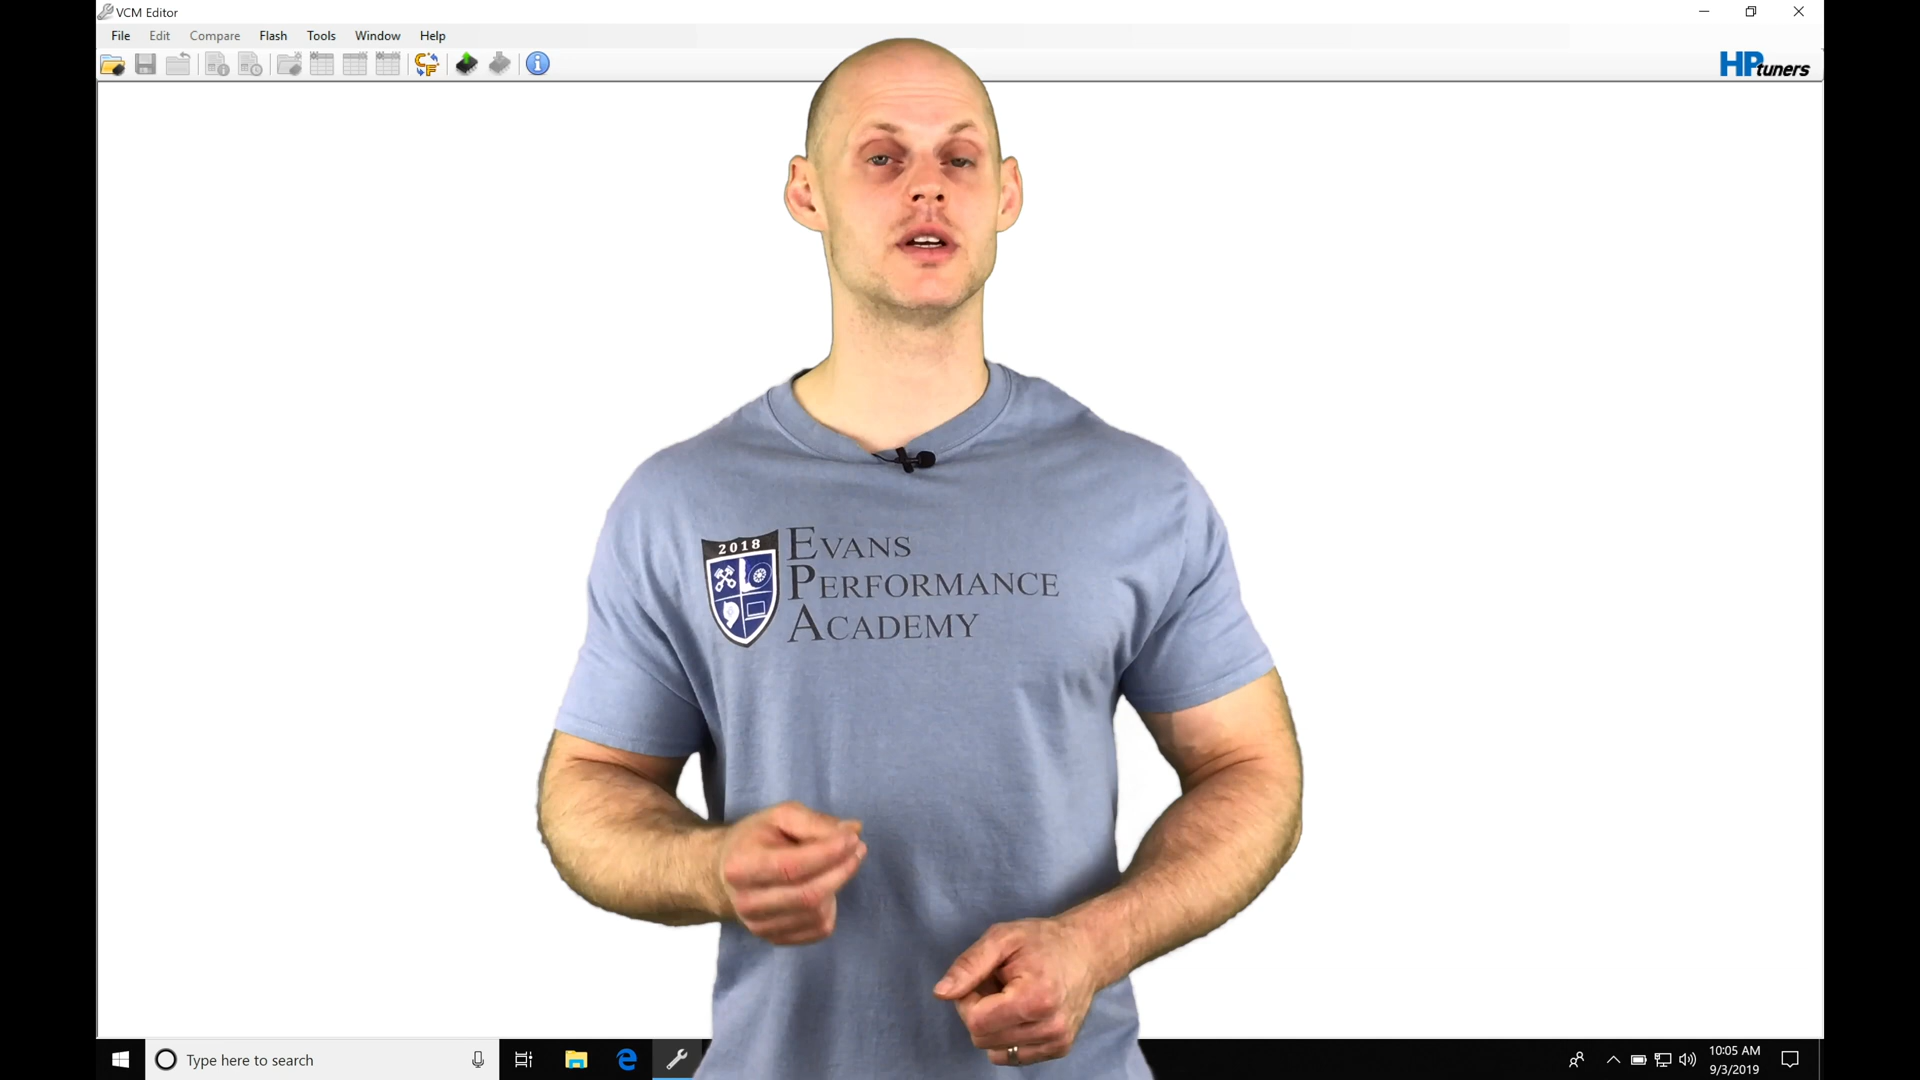 VCM Editor
File Edit Compare Flash Tools Window Help
HPtuners
2018
EVANS
PERFORMANCE
ACADEMY
Type here to search
10:05 AM
9/3/2019